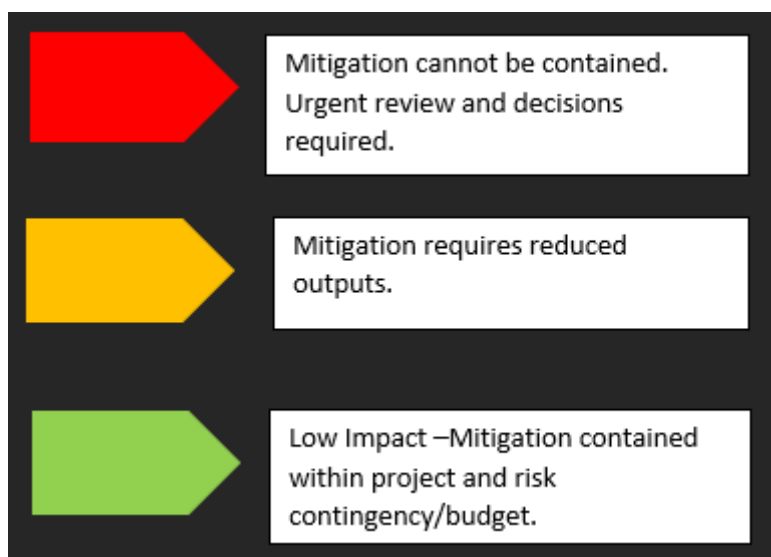 Mitigation cannot be contained.
Urgent review and decisions
required.
Mitigation requires reduced
outputs.
Low Impact –Mitigation contained
within project and risk
contingency/budget.